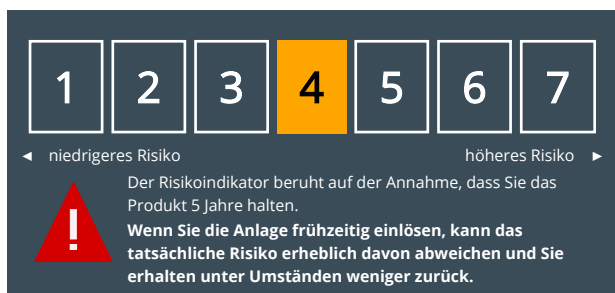 1 2 3 4 5 6 7
◄ niedrigeres Risiko höheres Risiko ►
Der Risikoindikator beruht auf der Annahme, dass Sie das
Produkt 5 Jahre halten.
Wenn Sie die Anlage frühzeitig einlösen, kann das
tatsächliche Risiko erheblich davon abweichen und Sie
erhalten unter Umständen weniger zurück.
!